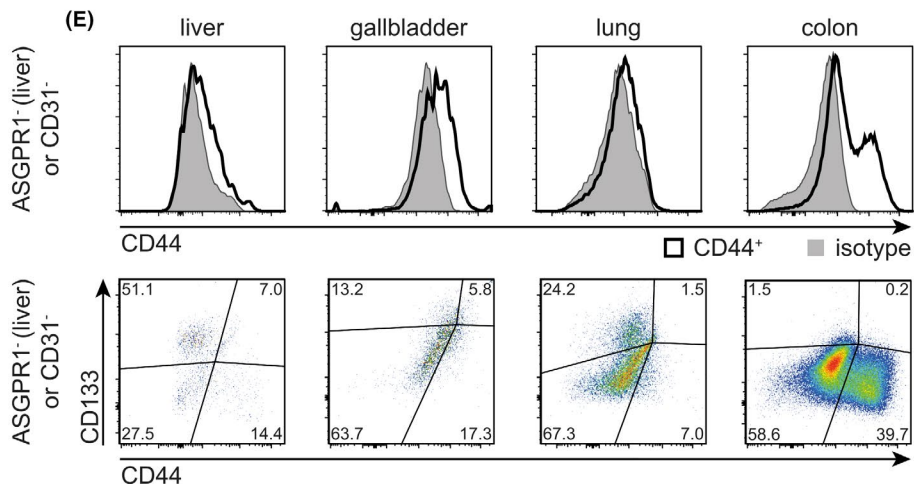 (E)
liver gallbladder lung colon
ASGPR1- (liver)
or CD31-
CD44
CD44+ isotype
51.1 7.0 13.2 5.8 24.2 1.5 1.5 0.2
ASGPR1- (liver)
or CD31-
CD133
27.5 14.4 63.7 17.3 67.3 7.0 58.6 39.7
CD44